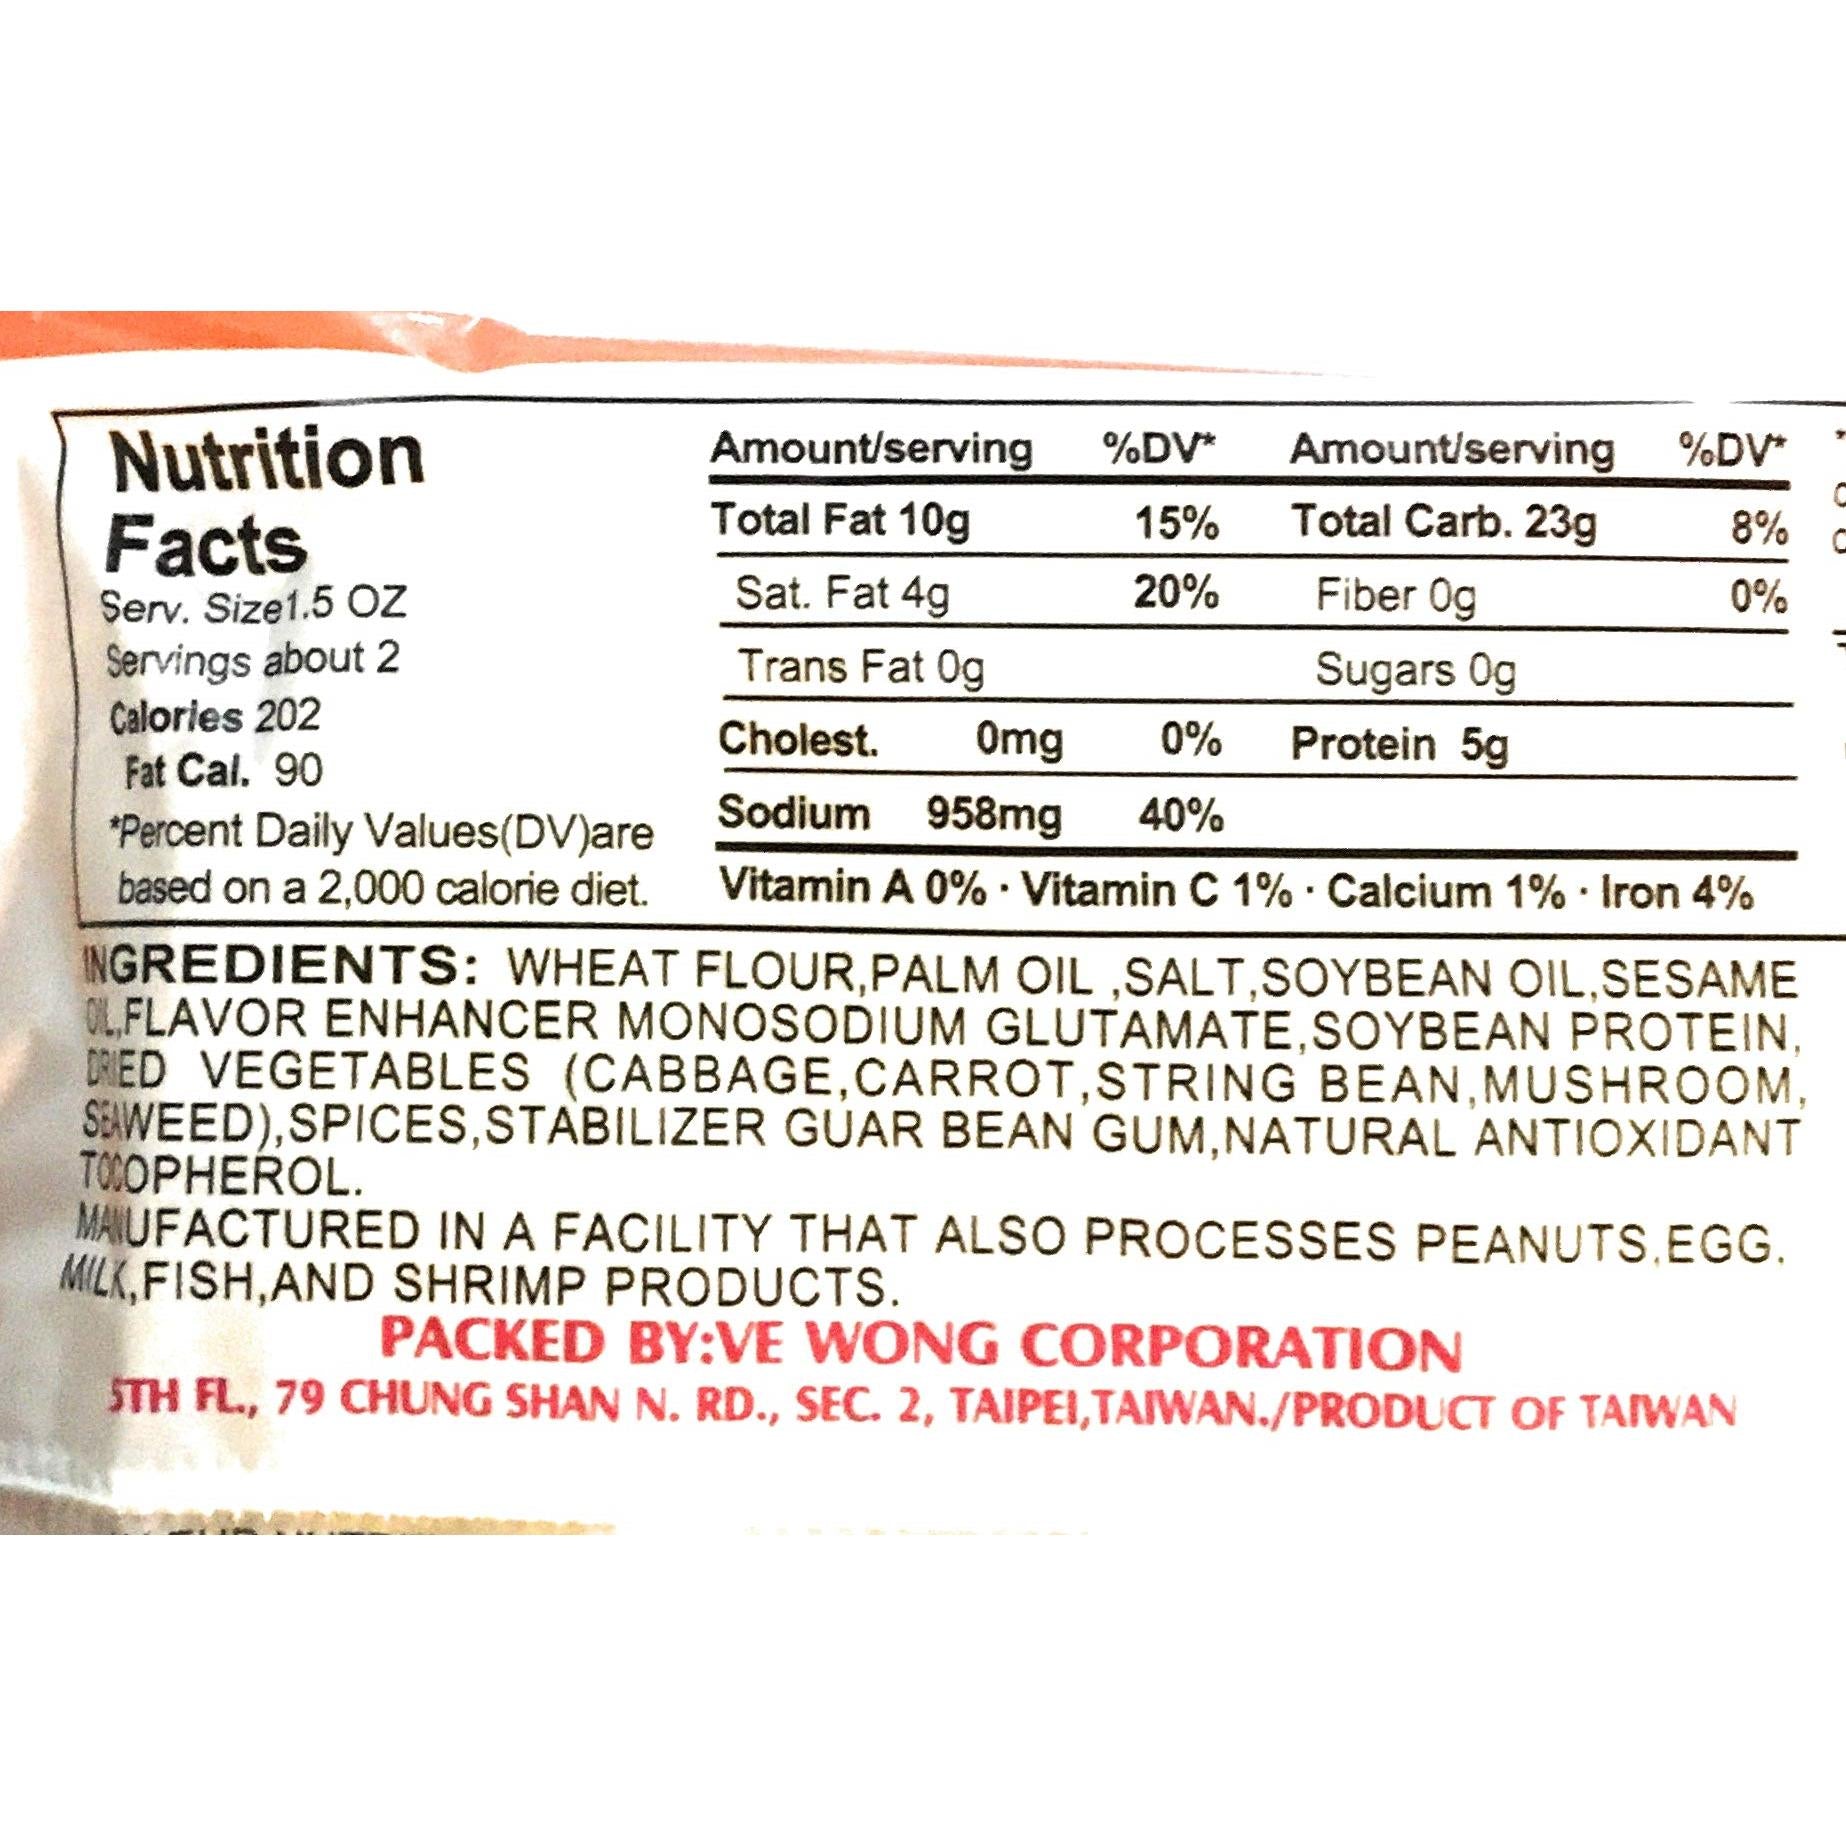 Nutrition
Facts
Serv. Size1.5 OZ
Servings about 2
Calories 202
Fat Cal. 90
*Percent Daily Values(DV)are
based on a 2,000 calorie diet.
Amount/serving %DV* Amount/serving %DV*
Total Fat 10g 15% Total Carb. 23g 8%
Sat. Fat 4g 20% Fiber 0g 0%
Trans Fat 0g Sugars 0g
Cholest. 0mg 0% Protein 5g
Sodium 958mg 40%
Vitamin A 0% · Vitamin C 1% · Calcium 1% · Iron 4%
INGREDIENTS: WHEAT FLOUR,PALM OIL ,SALT,SOYBEAN OIL,SESAME
OIL,FLAVOR ENHANCER MONOSODIUM GLUTAMATE,SOYBEAN PROTEIN,
DRIED VEGETABLES (CABBAGE,CARROT,STRING BEAN,MUSHROOM,
SEAWEED),SPICES,STABILIZER GUAR BEAN GUM,NATURAL ANTIOXIDANT
TOCOPHEROL.
MANUFACTURED IN A FACILITY THAT ALSO PROCESSES PEANUTS,EGG.
MILK,FISH,AND SHRIMP PRODUCTS.
PACKED BY:VE WONG CORPORATION
5TH FL., 79 CHUNG SHAN N. RD., SEC. 2, TAIPEI,TAIWAN./PRODUCT OF TAIWAN